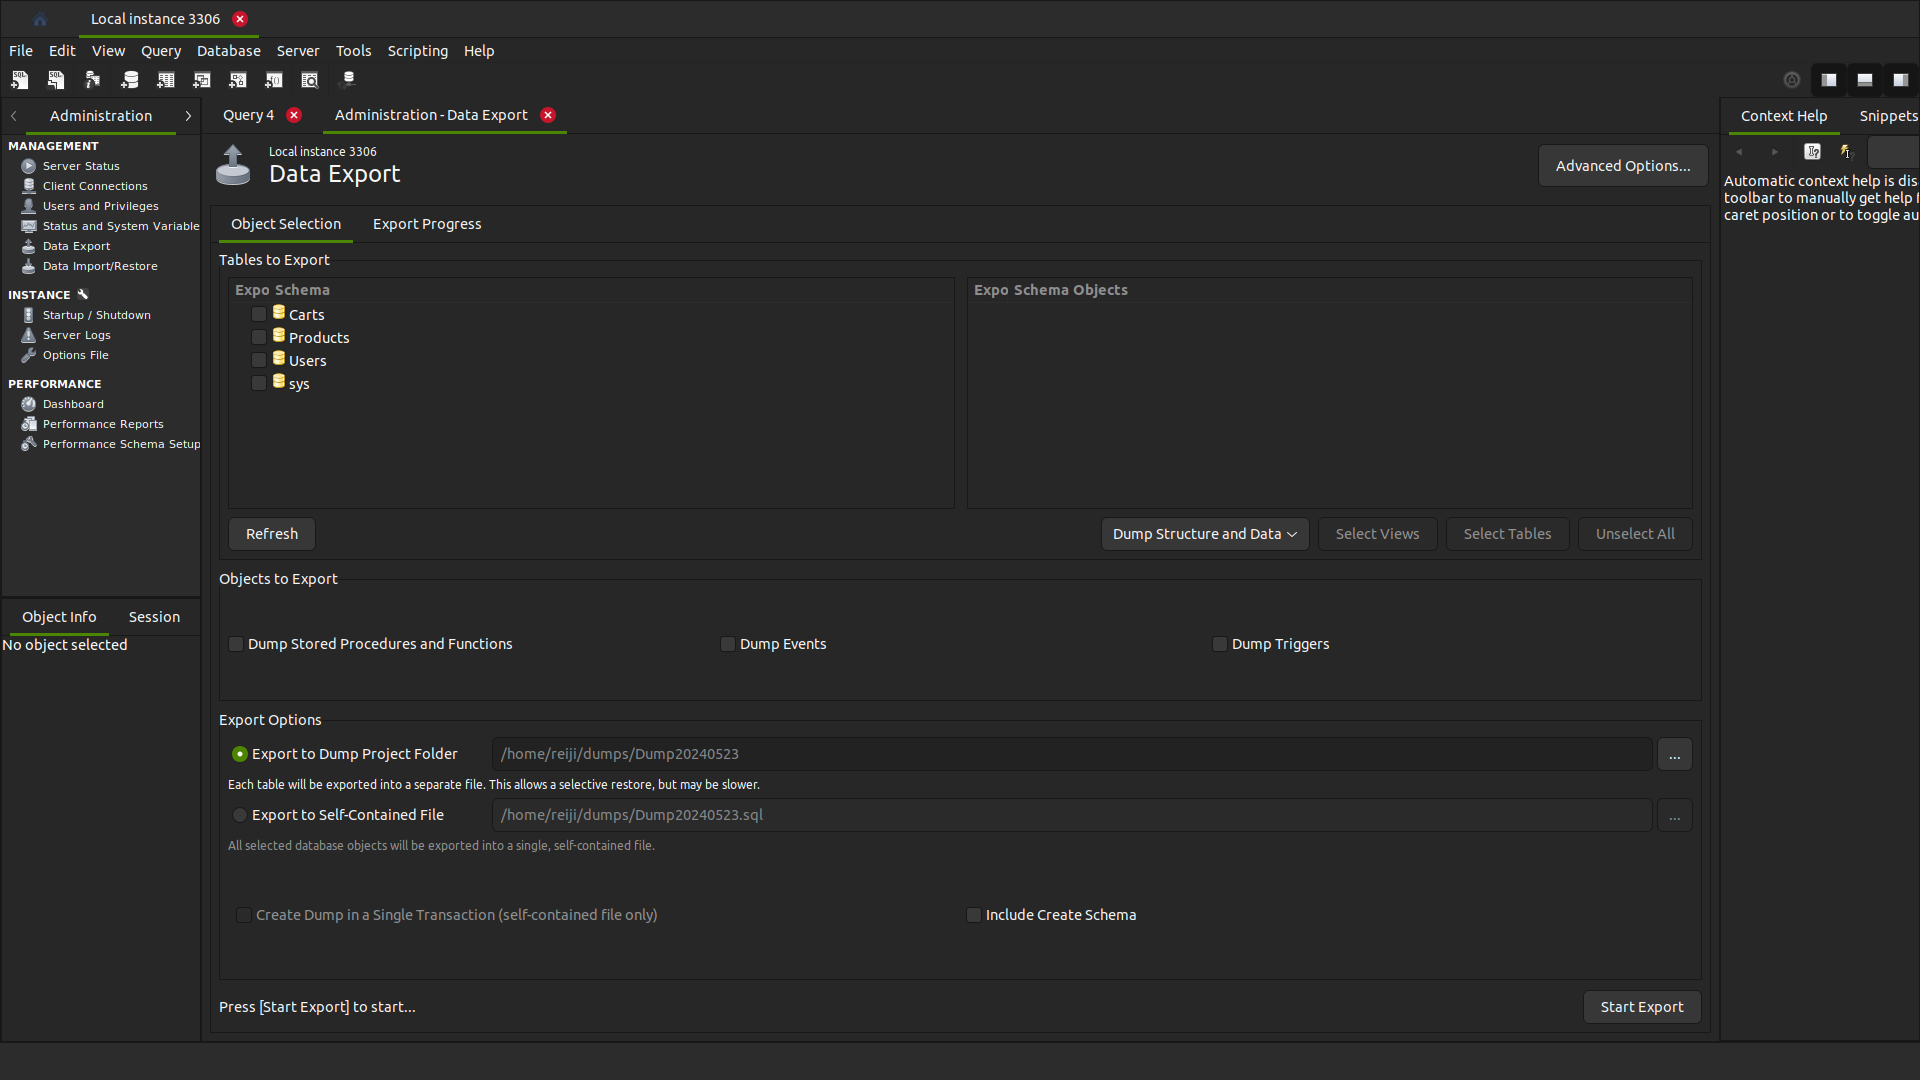 Local instance 3306
File Edit View Query Database Server Tools Scripting Help
Administration
MANAGEMENT
Server Status
Client Connections
Users and Privileges
Status and System Variable
Data Export
Data Import/Restore
INSTANCE
Startup / Shutdown
Server Logs
Options File
PERFORMANCE
Dashboard
Performance Reports
Performance Schema Setup
Object Info Session
No object selected
Query 4 Administration - Data Export
Local instance 3306
Data Export
Advanced Options...
Object Selection Export Progress
Tables to Export
Expo Schema
Carts
Products
Users
sys
Expo Schema Objects
Refresh
Dump Structure and Data Select Views Select Tables Unselect All
Objects to Export
Dump Stored Procedures and Functions Dump Events Dump Triggers
Export Options
Export to Dump Project Folder /home/reiji/dumps/Dump20240523 ...
Each table will be exported into a separate file. This allows a selective restore, but may be slower.
Export to Self-Contained File /home/reiji/dumps/Dump20240523.sql ...
All selected database objects will be exported into a single, self-contained file.
Create Dump in a Single Transaction (self-contained file only) Include Create Schema
Press [Start Export] to start...
Start Export
Context Help Snippets
Automatic context help is dis
toolbar to manually get help
caret position or to toggle au